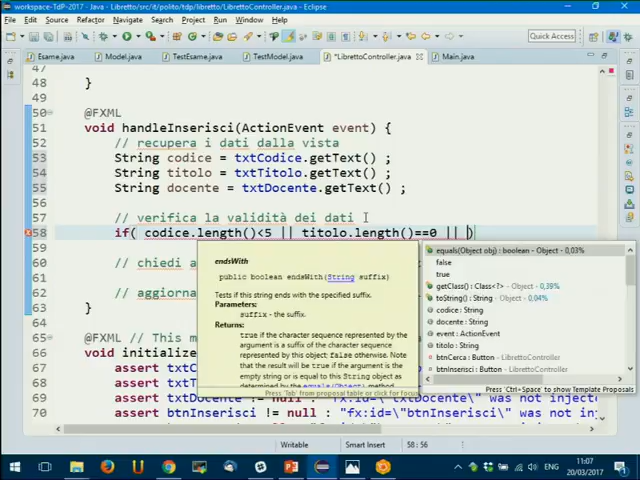 workspace-TdP-2017 - Java - Libretto/src/it/polito/tdp/libretto/LibrettoController.java - Eclipse
File Edit Source Refactor Navigate Search Project Run Window Help
Quick Access
Esame.java Model.java TestEsame.java TestModel.java *LibrettoController.java Main.java
47
48 }
49
50 @FXML
51 void handleInserisci(ActionEvent event) {
52 // recupera i dati dalla vista
53 String codice = txtCodice.getText() ;
54 String titolo = txtTitolo.getText() ;
55 String docente = txtDocente.getText() ;
56
57 // verifica la validità dei dati
58 if( codice.length()<5 || titolo.length()==0 || )
59
60 // chiedi a
61
62 // aggiorna
63 }
64
65 @FXML // This m
66 void initialize
67 assert txtC
68 assert txtT
69 assert txtDocente != null : "fx:id=\"txtDocente\" was not injecte
70 assert btnInserisci != null : "fx:id=\"btnInserisci\" was not inj
endsWith
public boolean endsWith(String suffix)
Tests if this string ends with the specified suffix.
Parameters:
suffix - the suffix.
Returns:
true if the character sequence represented by the
argument is a suffix of the character sequence
represented by this object; false otherwise. Note
that the result will be true if the argument is the
empty string or is equal to this String object as
determined by the equals(Object) method.
Press 'Tab' from proposal table or click for focus
equals(Object obj) : boolean - Object - 0,03%
false
true
getClass() : Class<?> - Object - 0,39%
toString() : String - Object - 0,04%
codice : String
docente : String
event : ActionEvent
titolo : String
btnCerca : Button - LibrettoController
btnInserisci : Button - LibrettoController
Press 'Ctrl+Space' to show Template Proposals
Writable Smart Insert 58 : 56
11:07
20/03/2017